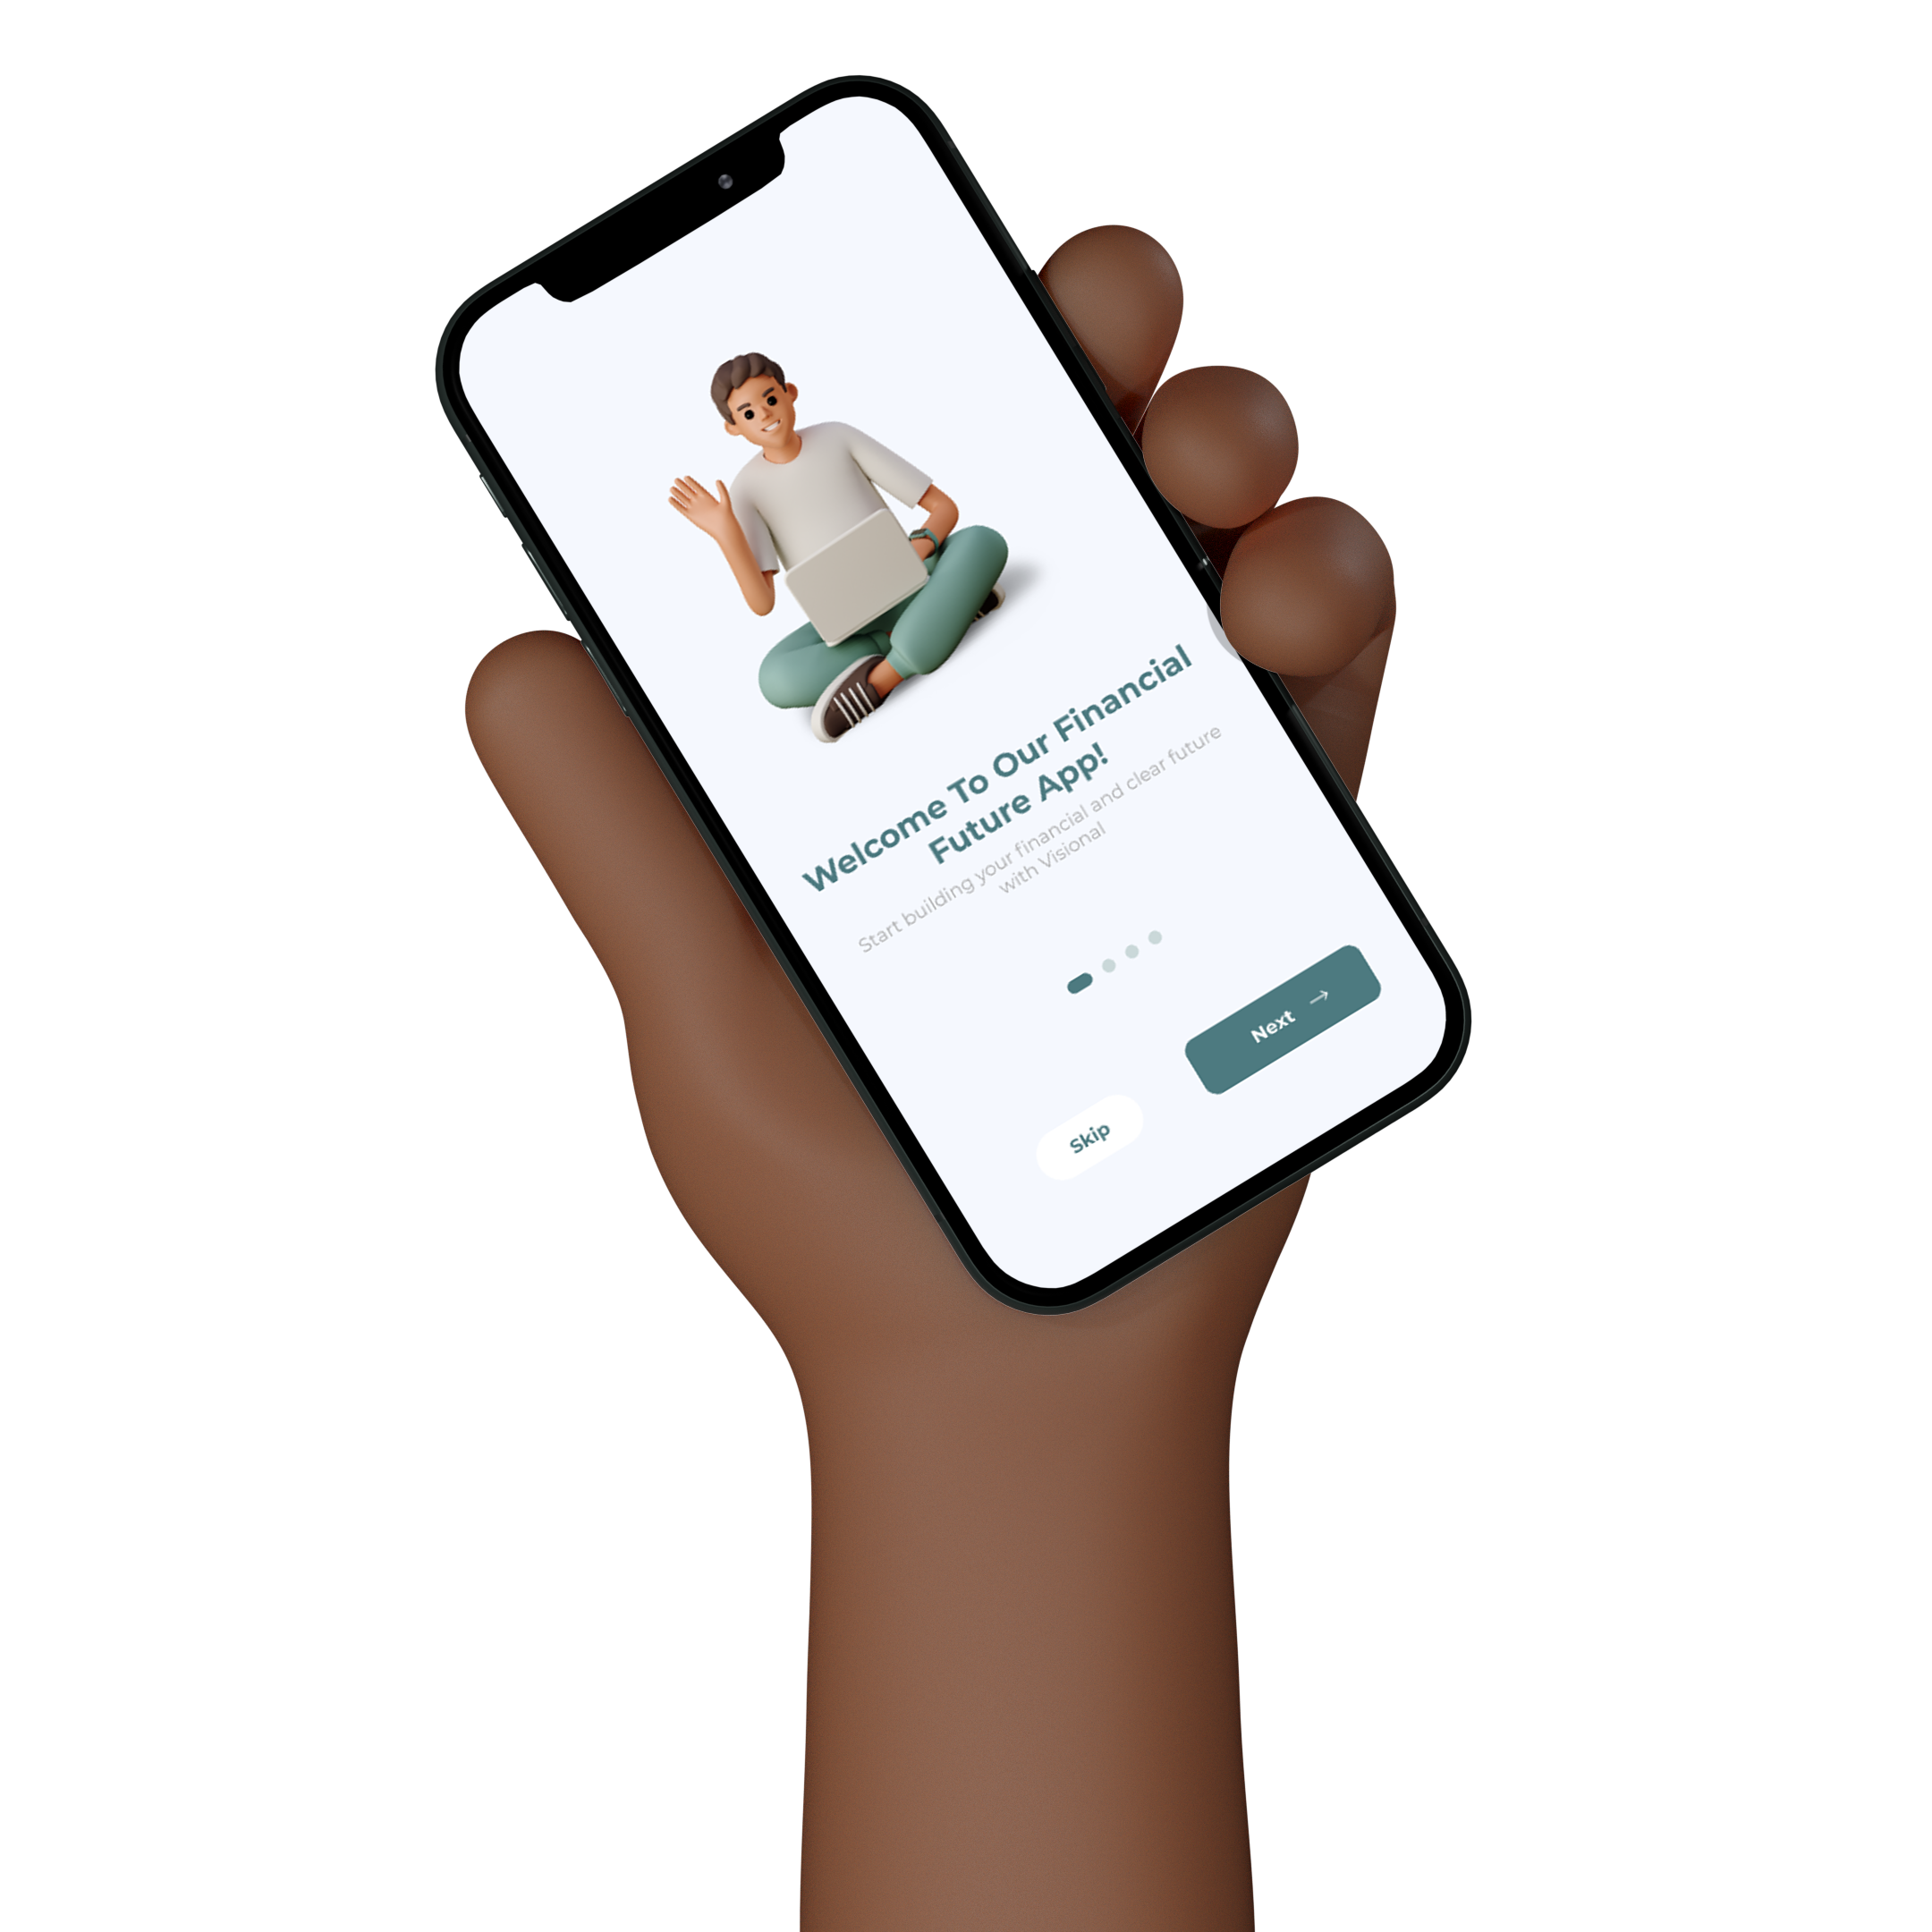 Welcome To Our Financial
Future App!
Start building your financial and clear future
with Visional
Next
Skip